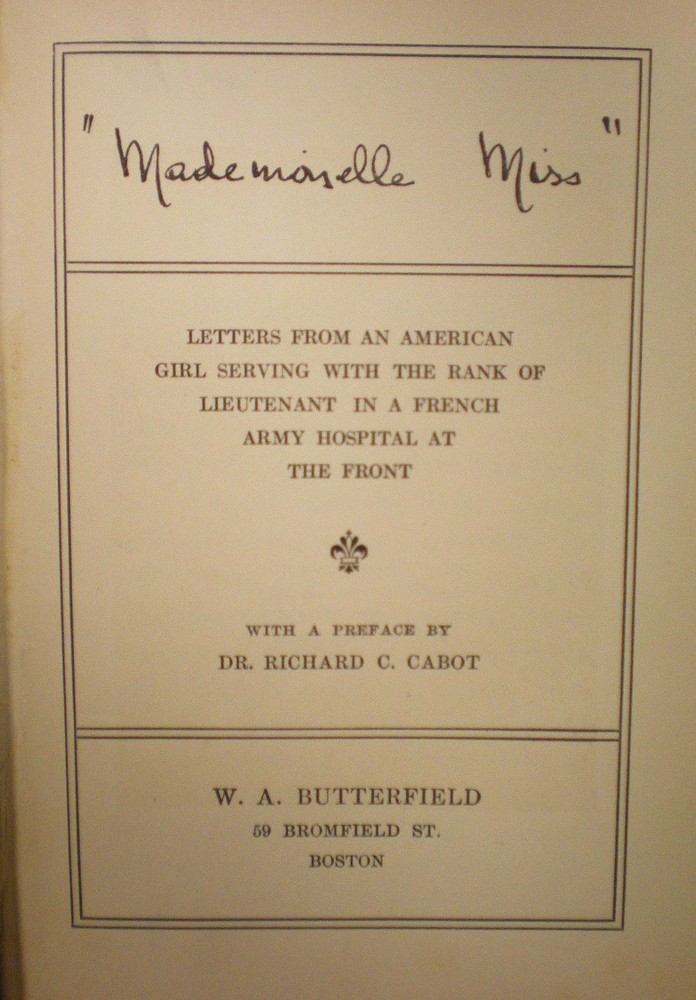 "Mademoiselle Miss"
LETTERS FROM AN AMERICAN
GIRL SERVING WITH THE RANK OF
LIEUTENANT IN A FRENCH
ARMY HOSPITAL AT
THE FRONT
WITH A PREFACE BY
DR. RICHARD C. CABOT
W. A. BUTTERFIELD
59 BROMFIELD ST.
BOSTON